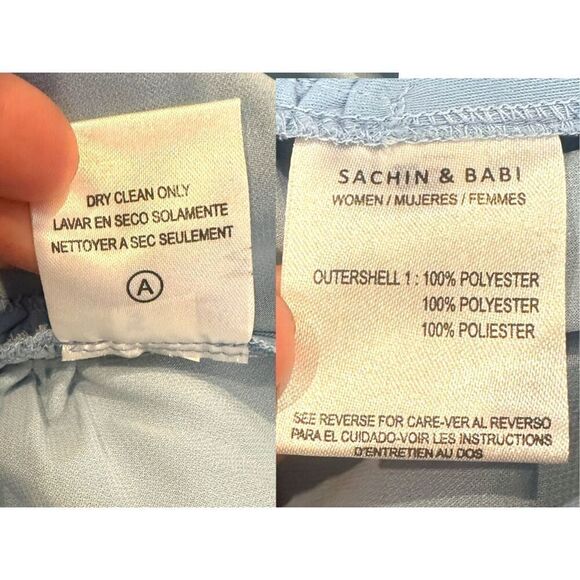 DRY CLEAN ONLY
LAVAR EN SECO SOLAMENTE
NETTOYER A SEC SEULEMENT
A
SACHIN & BABI
WOMEN / MUJERES / FEMMES
OUTERSHELL 1 : 100% POLYESTER
100% POLYESTER
100% POLIESTER
SEE REVERSE FOR CARE-VER AL REVERSO
PARA EL CUIDADO-VOIR LES INSTRUCTIONS
D'ENTRETIEN AU DOS